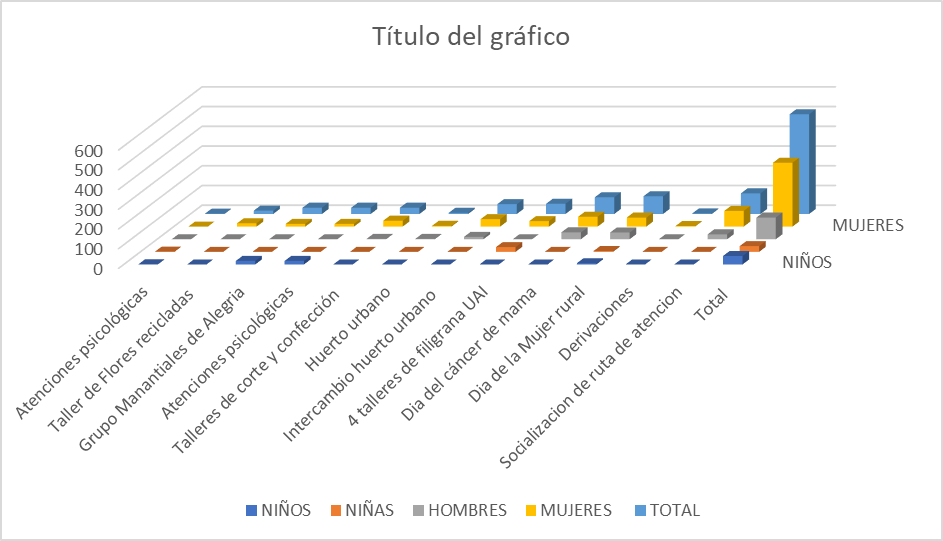 Título del gráfico
600
500
400
300
200
100
0
MUJERES
NIÑOS
Atenciones psicológicas
Taller de Flores recicladas
Grupo Manantiales de Alegria
Atenciones psicológicas
Talleres de corte y confección
Huerto urbano
Intercambio huerto urbano
4 talleres de filigrana UAI
Dia del cáncer de mama
Dia de la Mujer rural
Derivaciones
Socializacion de ruta de atencion
Total
NIÑOS NIÑAS HOMBRES MUJERES TOTAL